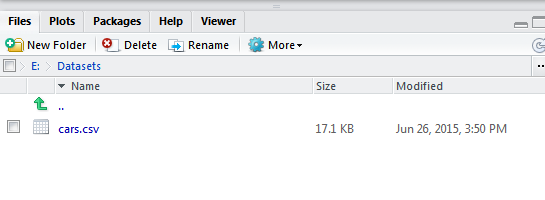 Files Plots Packages Help Viewer
New Folder Delete Rename More
E: Datasets
Name Size Modified
..
cars.csv 17.1 KB Jun 26, 2015, 3:50 PM